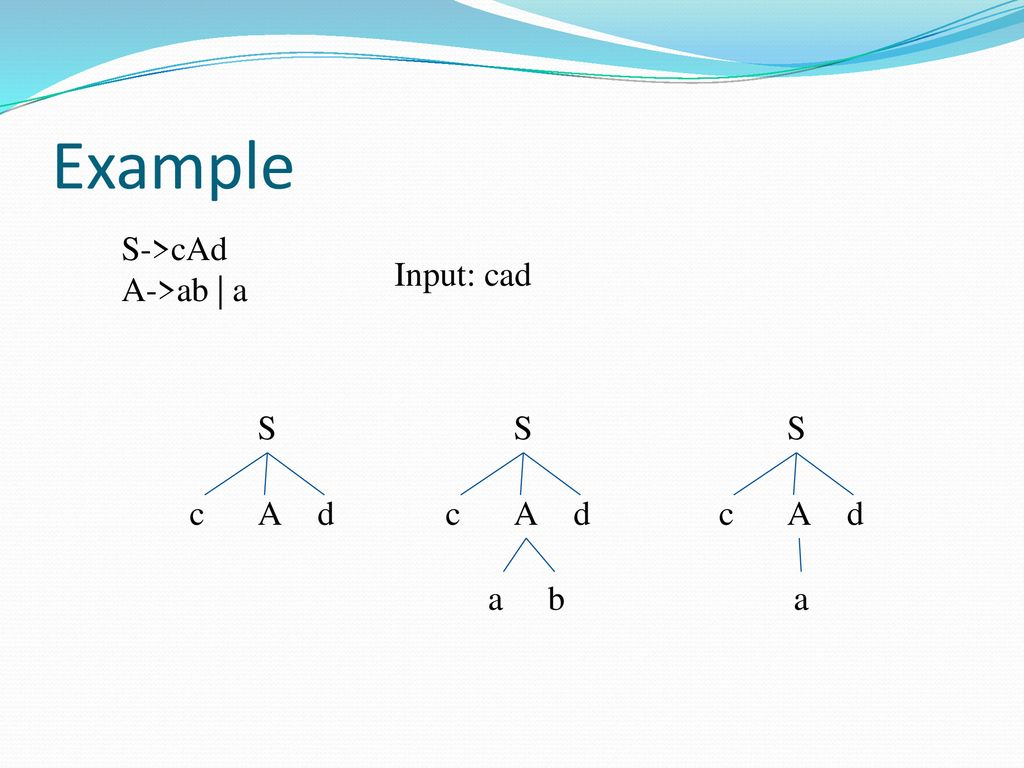 Example
S->cAd
A->ab | a
Input: cad
S S S
c A d c A d c A d
a b a